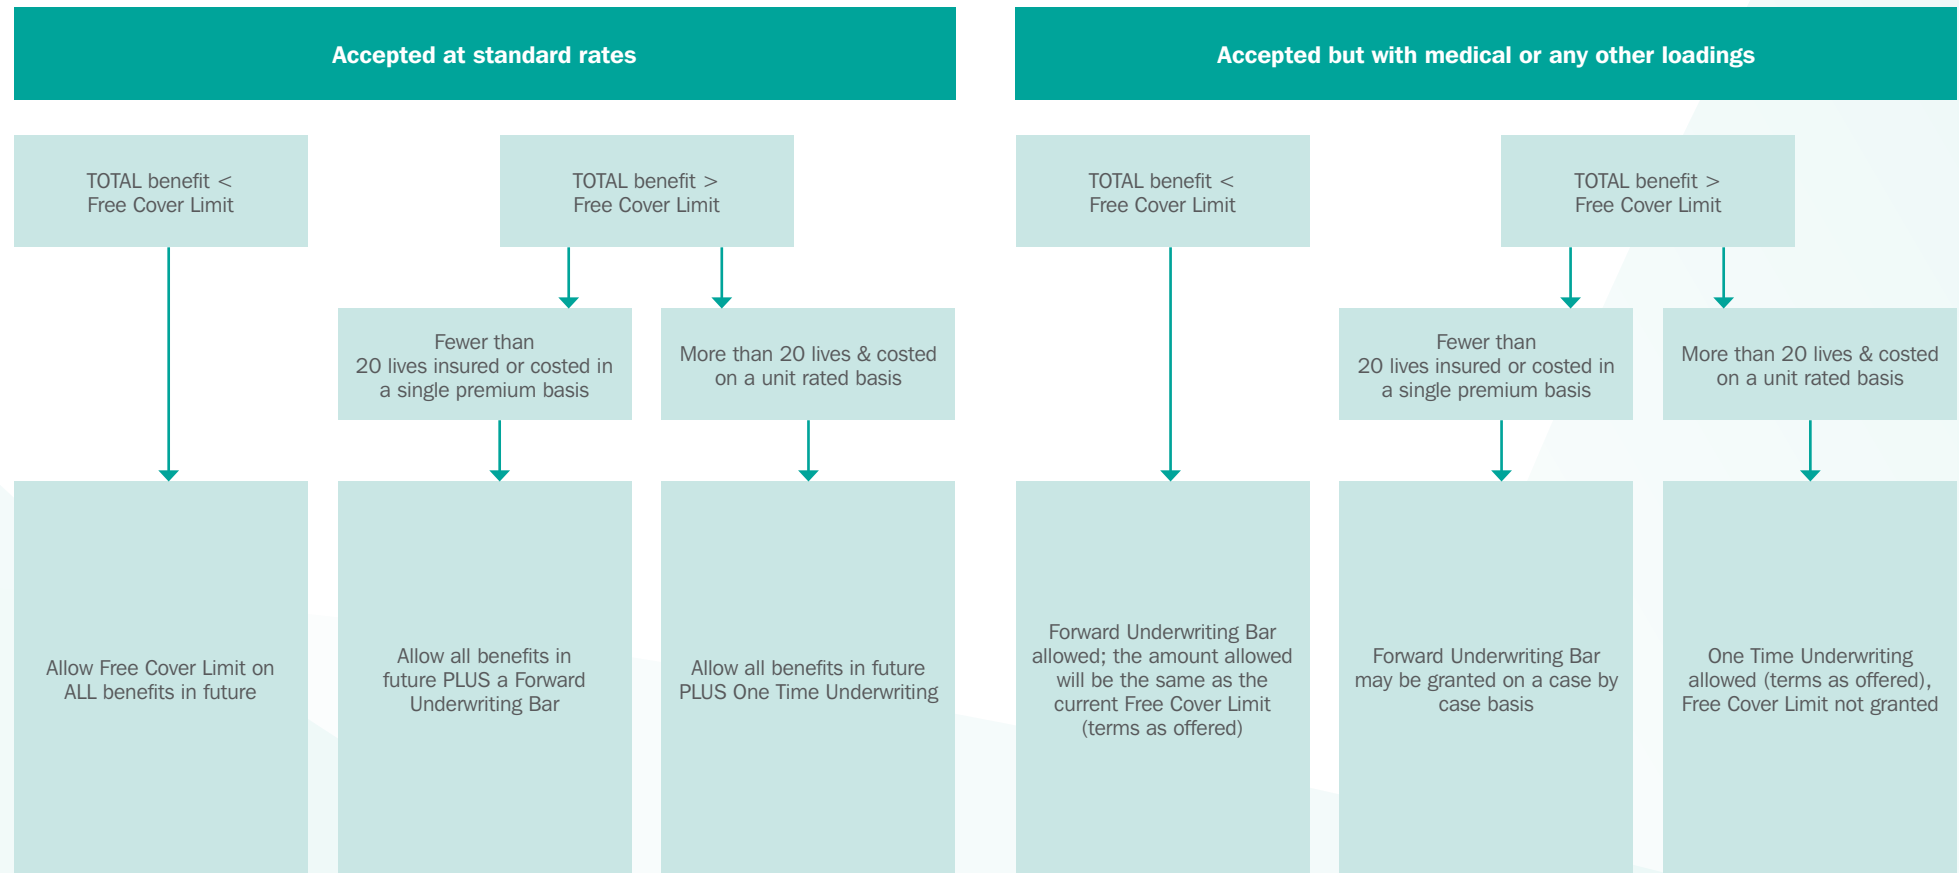 Accepted at standard rates
TOTAL benefit <
Free Cover Limit
TOTAL benefit >
Free Cover Limit
Fewer than
20 lives insured or costed in
a single premium basis
More than 20 lives & costed
on a unit rated basis
Allow Free Cover Limit on
ALL benefits in future
Allow all benefits in
future PLUS a Forward
Underwriting Bar
Allow all benefits in future
PLUS One Time Underwriting
Accepted but with medical or any other loadings
TOTAL benefit <
Free Cover Limit
TOTAL benefit >
Free Cover Limit
Fewer than
20 lives insured or costed in
a single premium basis
More than 20 lives & costed
on a unit rated basis
Forward Underwriting Bar
allowed; the amount allowed
will be the same as the
current Free Cover Limit
(terms as offered)
Forward Underwriting Bar
may be granted on a case by
case basis
One Time Underwriting
allowed (terms as offered),
Free Cover Limit not granted